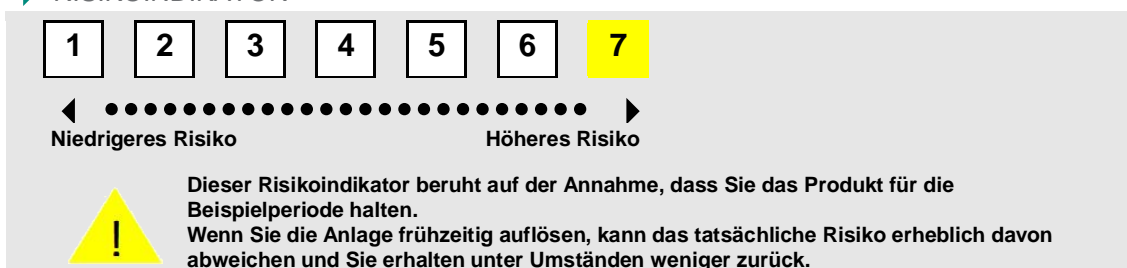 RISIKOINDIKATOR
1 2 3 4 5 6 7
Niedrigeres Risiko Höheres Risiko
Dieser Risikoindikator beruht auf der Annahme, dass Sie das Produkt für die
Beispielperiode halten.
!
Wenn Sie die Anlage frühzeitig auflösen, kann das tatsächliche Risiko erheblich davon
abweichen und Sie erhalten unter Umständen weniger zurück.